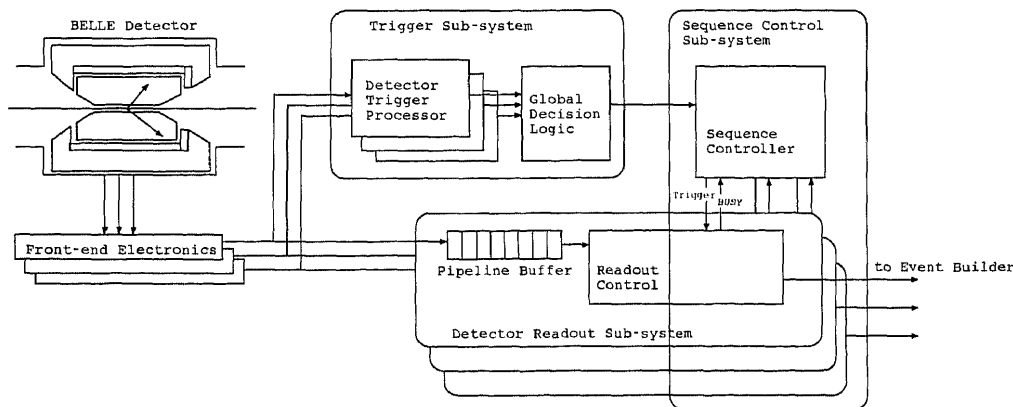 BELLE Detector
Trigger Sub-system
Sequence Control
Sub-system
Detector
Trigger
Processor
Global
Decision
Logic
Sequence
Controller
Trigger
BUSY
Front-end Electronics
Pipeline Buffer
Readout
Control
to Event Builder
Detector Readout Sub-system